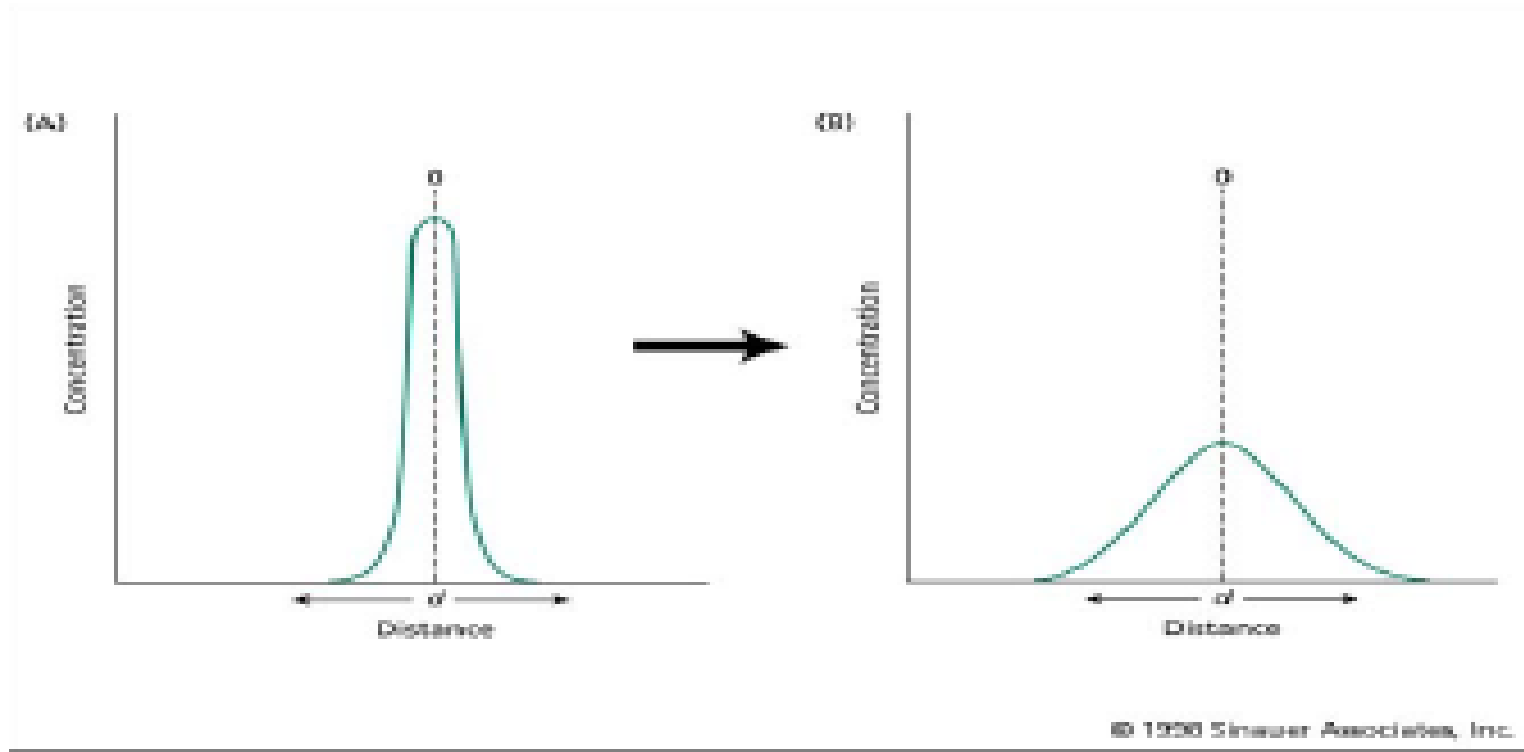 (A)
0
Concentration
d
Distance
(B)
0
Concentration
d
Distance
© 1998 Sinauer Associates, Inc.